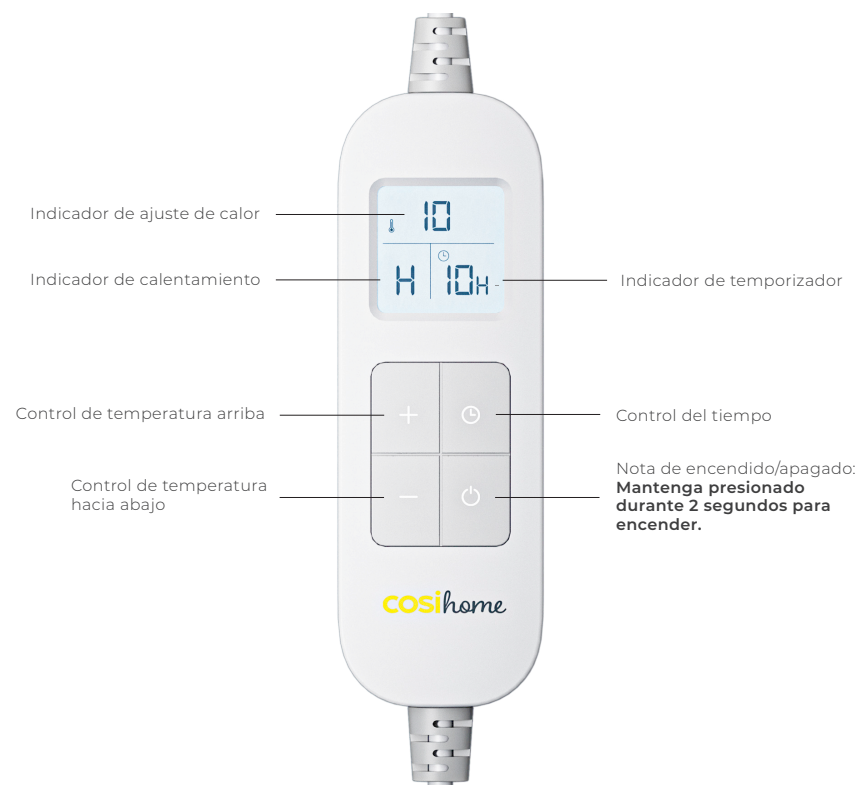 10
Indicador de ajuste de calor
Indicador de calentamiento
H
10H
Indicador de temporizador
Control de temperatura arriba
Control del tiempo
Control de temperatura
hacia abajo
Nota de encendido/apagado:
Mantenga presionado
durante 2 segundos para
encender.
cosihome